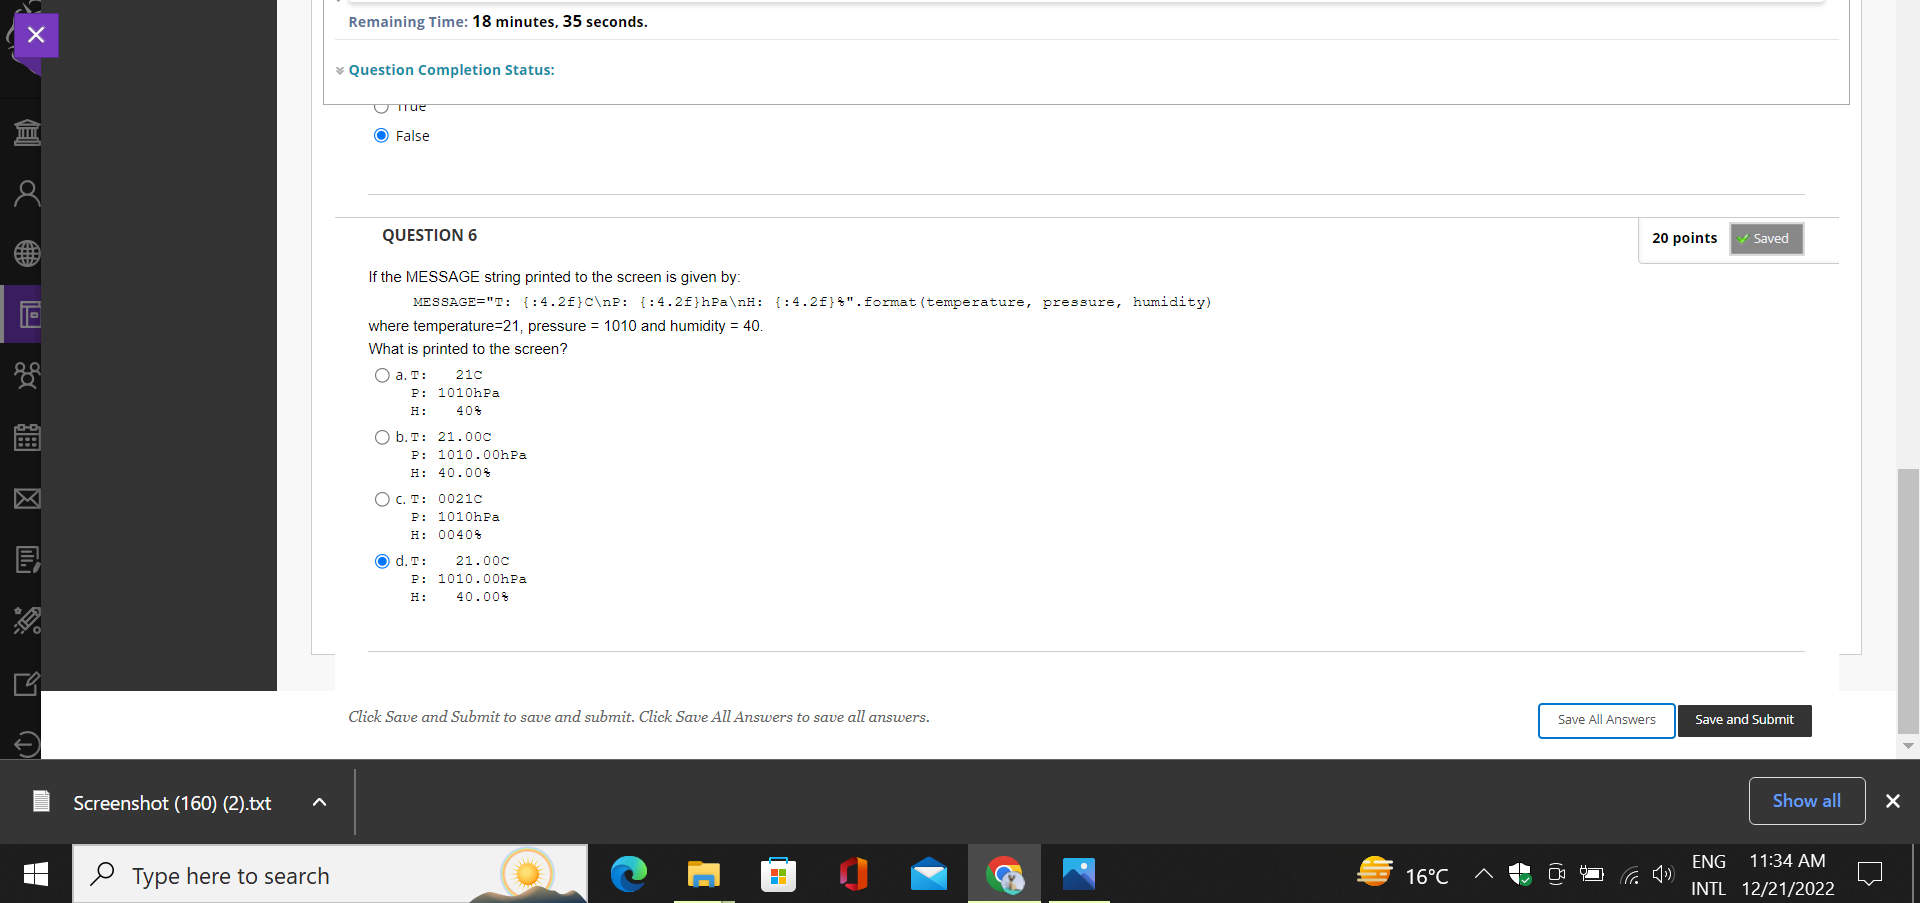 Remaining Time: 18 minutes, 35 seconds.
Question Completion Status:
True
False
QUESTION 6
20 points
Saved
If the MESSAGE string printed to the screen is given by:
MESSAGE="T: {:4.2f}C\nP: {:4.2f}hPa\nH: {:4.2f}%".format(temperature, pressure, humidity)
where temperature=21, pressure = 1010 and humidity = 40.
What is printed to the screen?
a. T:   21C
P: 1010hPa
H:   40%
b. T: 21.00C
P: 1010.00hPa
H: 40.00%
c. T: 0021C
P: 1010hPa
H: 0040%
d. T:   21.00C
P: 1010.00hPa
H:   40.00%
Click Save and Submit to save and submit. Click Save All Answers to save all answers.
Save All Answers
Save and Submit
Screenshot (160) (2).txt
Show all
Type here to search
16°C
ENG
INTL
11:34 AM
12/21/2022